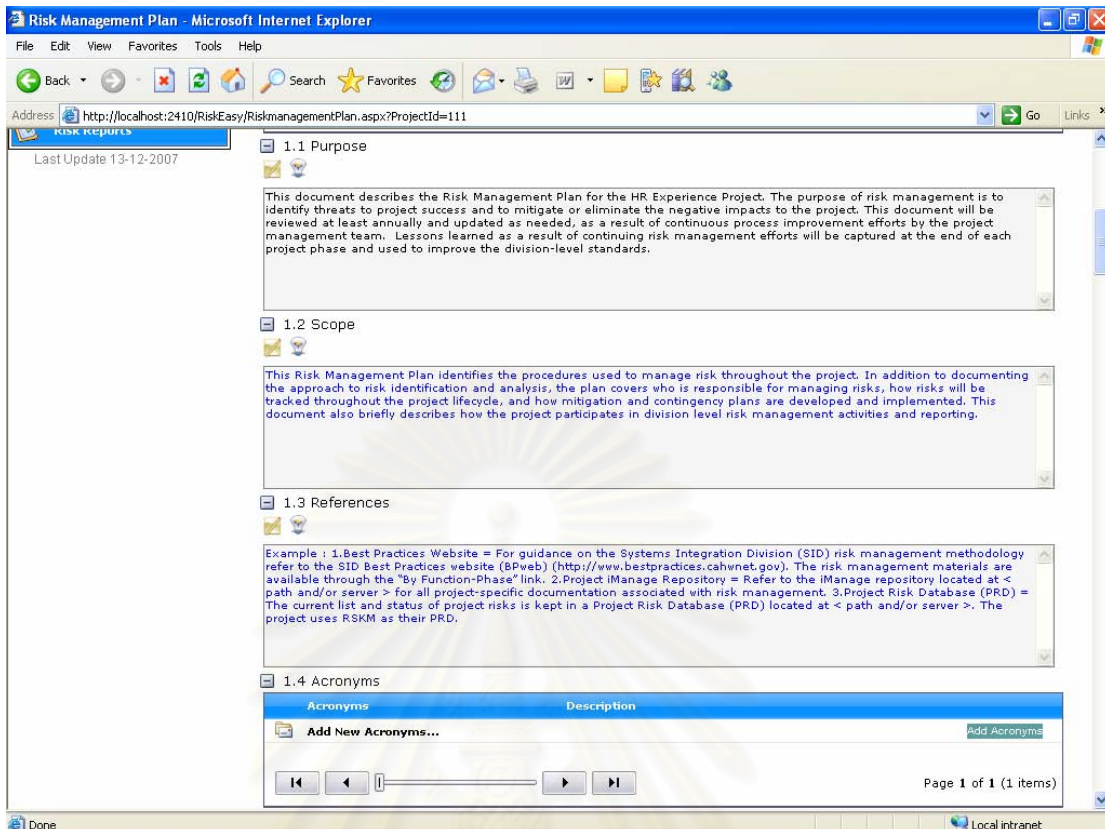 Risk Management Plan - Microsoft Internet Explorer
File Edit View Favorites Tools Help
Back Search Favorites
Address http://localhost:2410/RiskEasy/RiskmanagementPlan.aspx?ProjectId=111 Go Links »
Risk Reports
Last Update 13-12-2007
1.1 Purpose
This document describes the Risk Management Plan for the HR Experience Project. The purpose of risk management is to
identify threats to project success and to mitigate or eliminate the negative impacts to the project. This document will be
reviewed at least annually and updated as needed, as a result of continuous process improvement efforts by the project
management team. Lessons learned as a result of continuing risk management efforts will be captured at the end of each
project phase and used to improve the division-level standards.
1.2 Scope
This Risk Management Plan identifies the procedures used to manage risk throughout the project. In addition to documenting
the approach to risk identification and analysis, the plan covers who is responsible for managing risks, how risks will be
tracked throughout the project lifecycle, and how mitigation and contingency plans are developed and implemented. This
document also briefly describes how the project participates in division level risk management activities and reporting.
1.3 References
Example : 1.Best Practices Website = For guidance on the Systems Integration Division (SID) risk management methodology
refer to the SID Best Practices website (BPweb) (http://www.bestpractices.cahwnet.gov). The risk management materials are
available through the "By Function-Phase" link. 2.Project iManage Repository = Refer to the iManage repository located at <
path and/or server > for all project-specific documentation associated with risk management. 3.Project Risk Database (PRD) =
The current list and status of project risks is kept in a Project Risk Database (PRD) located at < path and/or server >. The
project uses RSKM as their PRD.
1.4 Acronyms
Acronyms Description
Add New Acronyms... Add Acronyms
Page 1 of 1 (1 items)
Done Local intranet